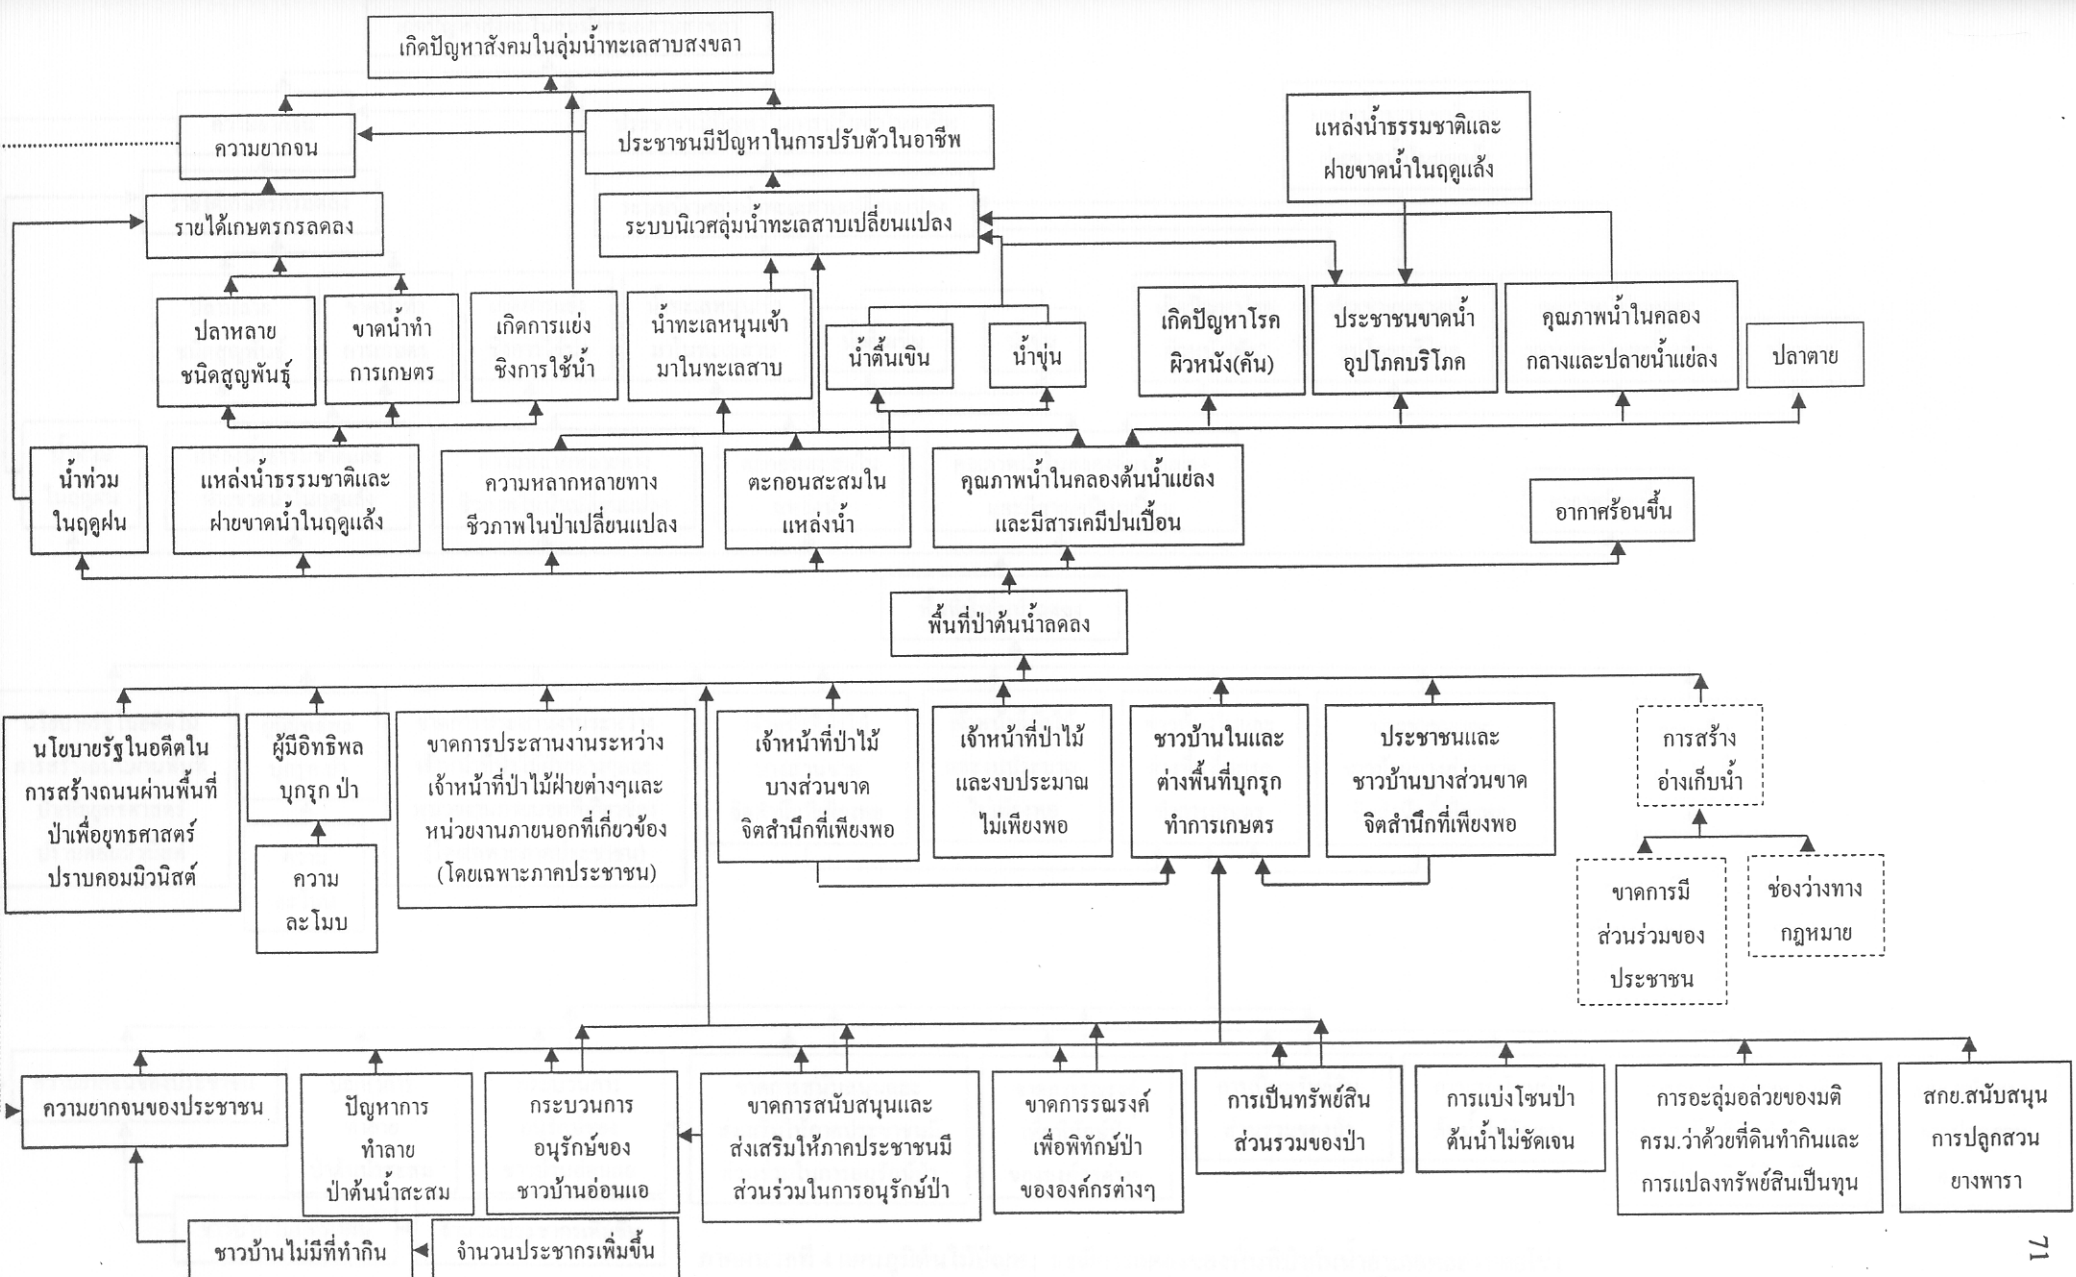 เกิดปัญหาสังคมในลุ่มน้ำทะเลสาบสงขลา
ความยากจน
ประชาชนมีปัญหาในการปรับตัวในอาชีพ
แหล่งน้ำธรรมชาติและ
ฝายขาดน้ำในฤดูแล้ง
รายได้เกษตรกรลดลง
ระบบนิเวศลุ่มน้ำทะเลสาบเปลี่ยนแปลง
ปลาหลาย
ชนิดสูญพันธุ์
ขาดน้ำทำ
การเกษตร
เกิดการแย่ง
ชิงการใช้น้ำ
น้ำทะเลหนุนเข้า
มาในทะเลสาบ
น้ำตื้นเขิน
น้ำขุ่น
เกิดปัญหาโรค
ผิวหนัง(คัน)
ประชาชนขาดน้ำ
อุปโภคบริโภค
คุณภาพน้ำในคลอง
กลางและปลายน้ำแย่ลง
ปลาตาย
น้ำท่วม
ในฤดูฝน
แหล่งน้ำธรรมชาติและ
ฝายขาดน้ำในฤดูแล้ง
ความหลากหลายทาง
ชีวภาพในป่าเปลี่ยนแปลง
ตะกอนสะสมใน
แหล่งน้ำ
คุณภาพน้ำในคลองต้นน้ำแย่ลง
และมีสารเคมีปนเปื้อน
อากาศร้อนขึ้น
พื้นที่ป่าต้นน้ำลดลง
นโยบายรัฐในอดีตใน
การสร้างถนนผ่านพื้นที่
ป่าเพื่อยุทธศาสตร์
ปราบคอมมิวนิสต์
ผู้มีอิทธิพล
บุกรุก ป่า
ความ
ละโมบ
ขาดการประสานงานระหว่าง
เจ้าหน้าที่ป่าไม้ฝ่ายต่างๆและ
หน่วยงานภายนอกที่เกี่ยวข้อง
(โดยเฉพาะภาคประชาชน)
เจ้าหน้าที่ป่าไม้
บางส่วนขาด
จิตสำนึกที่เพียงพอ
เจ้าหน้าที่ป่าไม้
และงบประมาณ
ไม่เพียงพอ
ชาวบ้านในและ
ต่างพื้นที่บุกรุก
ทำการเกษตร
ประชาชนและ
ชาวบ้านบางส่วนขาด
จิตสำนึกที่เพียงพอ
การสร้าง
อ่างเก็บน้ำ
ขาดการมี
ส่วนร่วมของ
ประชาชน
ช่องว่างทาง
กฎหมาย
ความยากจนของประชาชน
ปัญหาการ
ทำลาย
ป่าต้นน้ำสะสม
กระบวนการ
อนุรักษ์ของ
ชาวบ้านอ่อนแอ
ขาดการสนับสนุนและ
ส่งเสริมให้ภาคประชาชนมี
ส่วนร่วมในการอนุรักษ์ป่า
ขาดการรณรงค์
เพื่อพิทักษ์ป่า
ขององค์กรต่างๆ
การเป็นทรัพย์สิน
ส่วนรวมของป่า
การแบ่งโซนป่า
ต้นน้ำไม่ชัดเจน
การอะลุ่มอล่วยของมติ
ครม.ว่าด้วยที่ดินทำกินและ
การแปลงทรัพย์สินเป็นทุน
สกย.สนับสนุน
การปลูกสวน
ยางพารา
ชาวบ้านไม่มีที่ทำกิน
จำนวนประชากรเพิ่มขึ้น
71